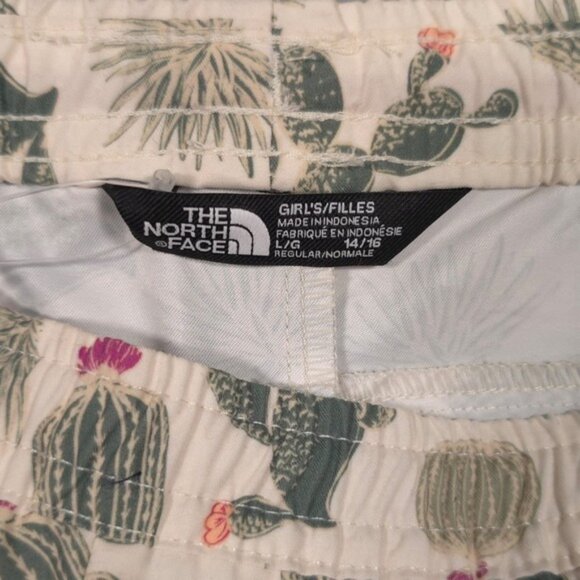 THE
NORTH
FACE
GIRL'S/FILLES
MADE IN INDONESIA
FABRIQUÉ EN INDONÉSIE
L/G 14/16
REGULAR/NORMALE